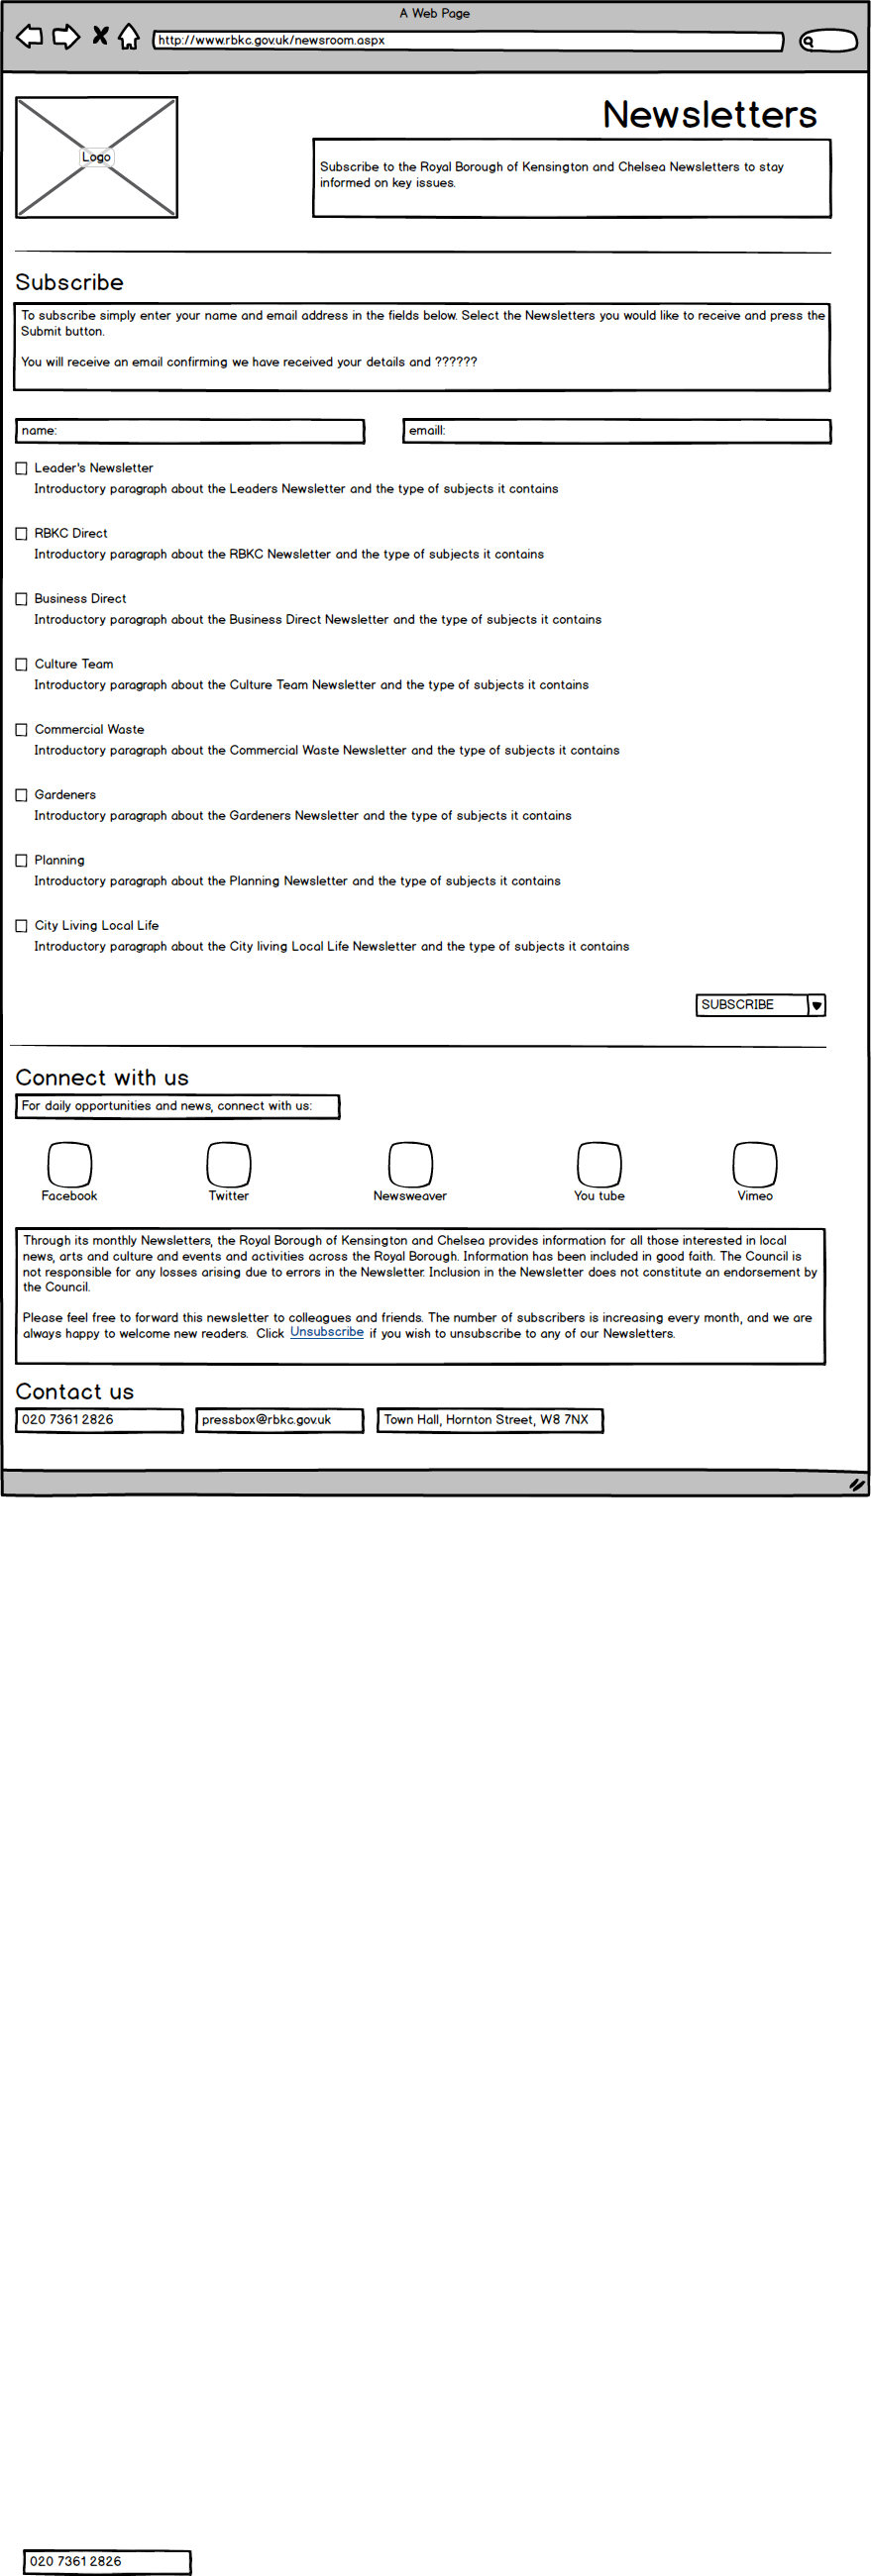 A Web Page
http://www.rbkc.gov.uk/newsroom.aspx
Logo
Newsletters
Subscribe to the Royal Borough of Kensington and Chelsea Newsletters to stay
informed on key issues.
Subscribe
To subscribe simply enter your name and email address in the fields below. Select the Newsletters you would like to receive and press the
Submit button.
You will receive an email confirming we have received your details and ??????
name:
emaill:
Leader's Newsletter
Introductory paragraph about the Leaders Newsletter and the type of subjects it contains
RBKC Direct
Introductory paragraph about the RBKC Newsletter and the type of subjects it contains
Business Direct
Introductory paragraph about the Business Direct Newsletter and the type of subjects it contains
Culture Team
Introductory paragraph about the Culture Team Newsletter and the type of subjects it contains
Commercial Waste
Introductory paragraph about the Commercial Waste Newsletter and the type of subjects it contains
Gardeners
Introductory paragraph about the Gardeners Newsletter and the type of subjects it contains
Planning
Introductory paragraph about the Planning Newsletter and the type of subjects it contains
City Living Local Life
Introductory paragraph about the City living Local Life Newsletter and the type of subjects it contains
SUBSCRIBE
Connect with us
For daily opportunities and news, connect with us:
Facebook
Twitter
Newsweaver
You tube
Vimeo
Through its monthly Newsletters, the Royal Borough of Kensington and Chelsea provides information for all those interested in local
news, arts and culture and events and activities across the Royal Borough. Information has been included in good faith. The Council is
not responsible for any losses arising due to errors in the Newsletter. Inclusion in the Newsletter does not constitute an endorsement by
the Council.
Please feel free to forward this newsletter to colleagues and friends. The number of subscribers is increasing every month, and we are
always happy to welcome new readers. Click Unsubscribe if you wish to unsubscribe to any of our Newsletters.
Contact us
020 7361 2826
pressbox@rbkc.gov.uk
Town Hall, Hornton Street, W8 7NX
020 7361 2826